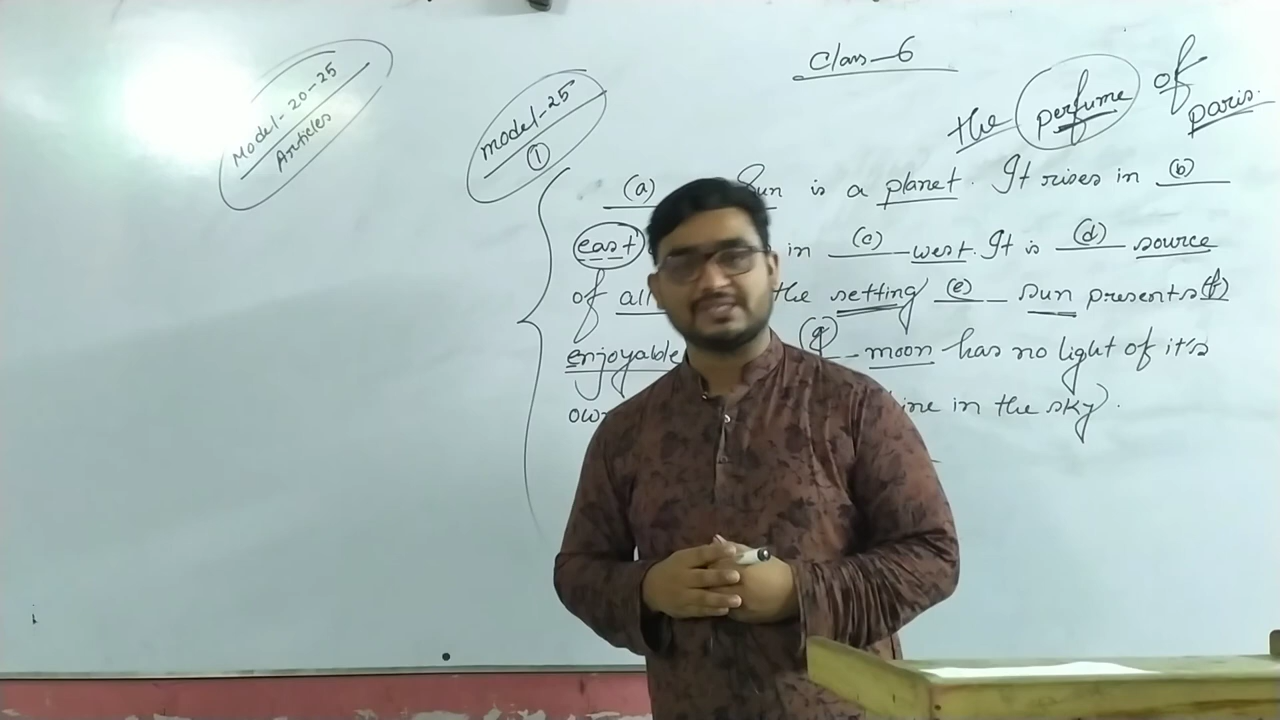 Class-6
Model-20-25
Articles
model-25
①
the perfume of paris.
(a) Sun is a planet. It rises in (b)
east in (c) west. It is (d) source
of all the setting (e) sun presents (f)
enjoyable (g) moon has no light of it's
in the sky.